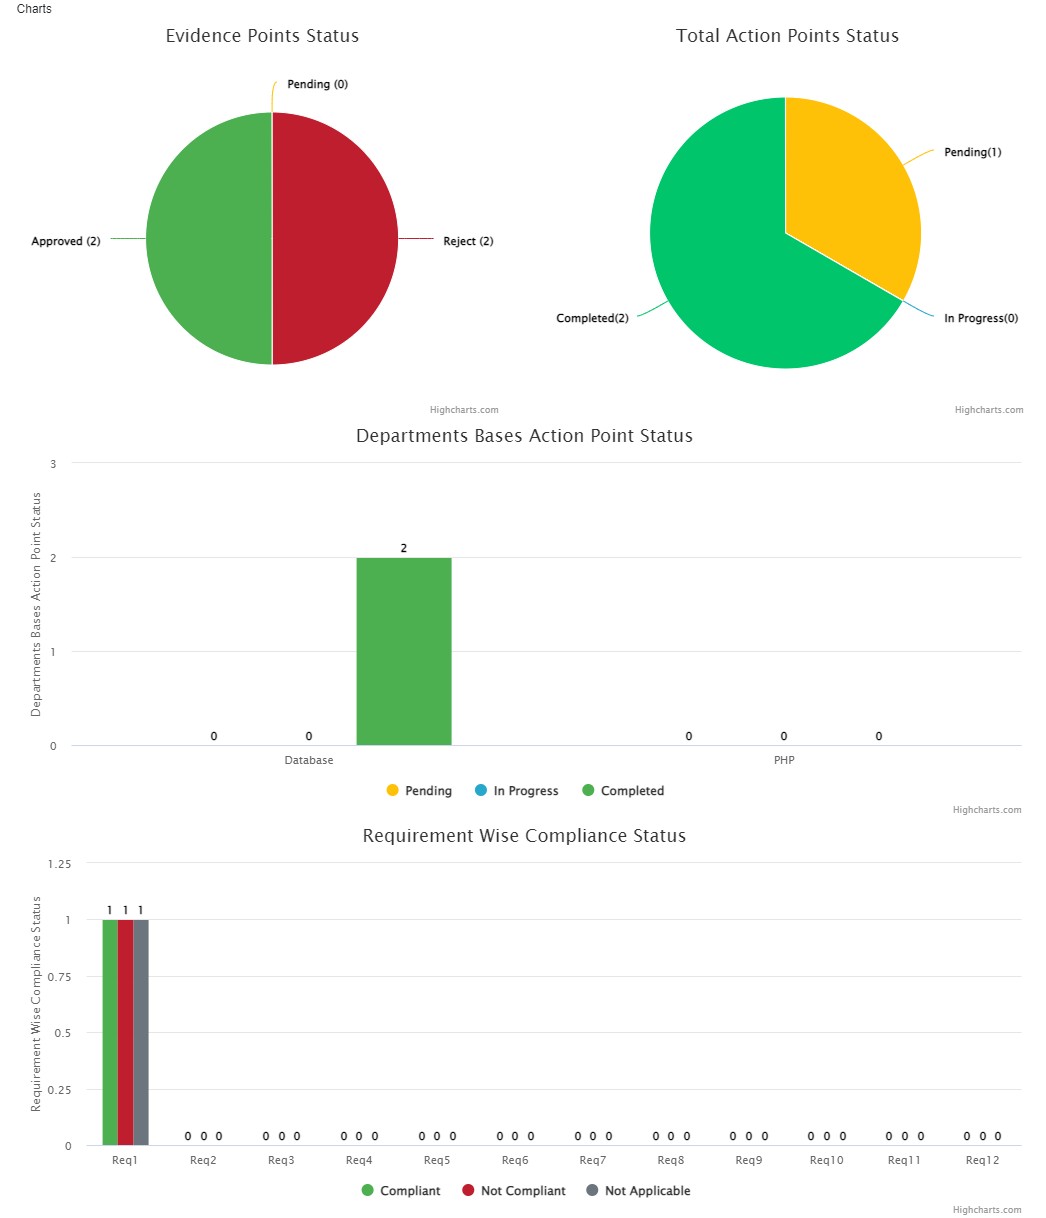 Charts
Evidence Points Status
Pending (0)
Approved (2)
Reject (2)
Highcharts.com
Total Action Points Status
Pending(1)
Completed(2)
In Progress(0)
Highcharts.com
Departments Bases Action Point Status
Departments Bases Action Point Status
3
2
1
0
2
0 0 0 0 0
Database PHP
Pending In Progress Completed
Highcharts.com
Requirement Wise Compliance Status
Requirement Wise Compliance Status
1.25
1
0.75
0.5
0.25
0
1 1 1
0 0 0 0 0 0 0 0 0 0 0 0 0 0 0 0 0 0 0 0 0 0 0 0 0 0 0 0 0 0 0 0 0
Req1 Req2 Req3 Req4 Req5 Req6 Req7 Req8 Req9 Req10 Req11 Req12
Compliant Not Compliant Not Applicable
Highcharts.com